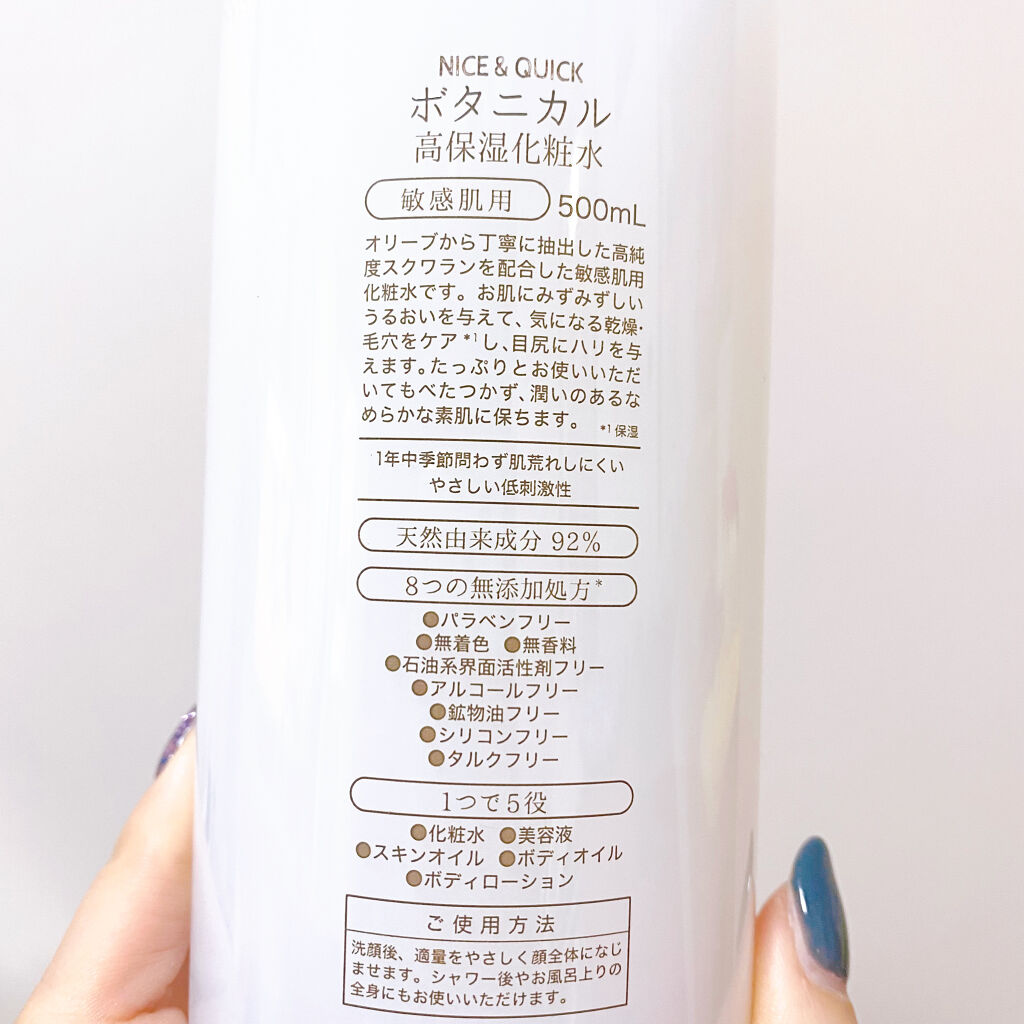 NICE & QUICK
ボタニカル
高保湿化粧水
敏感肌用 500mL
オリーブから丁寧に抽出した高純
度スクワランを配合した敏感肌用
化粧水です。お肌にみずみずしい
うるおいを与えて、気になる乾燥・
毛穴をケア*1し、目尻にハリを与
えます。たっぷりとお使いいただ
いてもべたつかず、潤いのあるな
めらかな素肌に保ちます。 *1 保湿
1年中季節問わず肌荒れしにくい
やさしい低刺激性
天然由来成分 92%
8つの無添加処方*
●パラベンフリー
●無着色 ●無香料
●石油系界面活性剤フリー
●アルコールフリー
●鉱物油フリー
●シリコンフリー
●タルクフリー
1つで5役
●化粧水 ●美容液
●スキンオイル ●ボディオイル
●ボディローション
ご使用方法
洗顔後、適量をやさしく顔全体になじ
ませます。シャワー後やお風呂上りの
全身にもお使いいただけます。